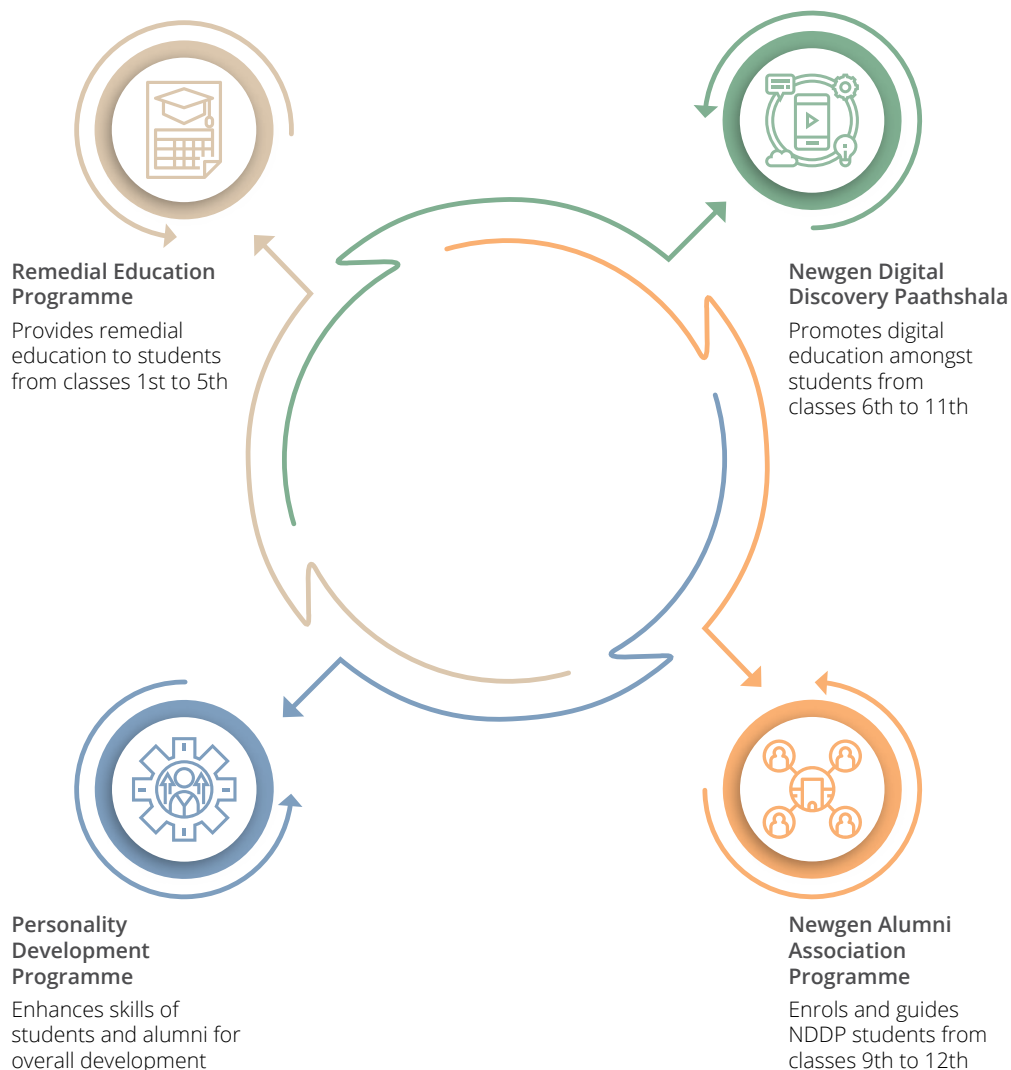 Remedial Education
Programme
Provides remedial
education to students
from classes 1st to 5th
Newgen Digital
Discovery Paathshala
Promotes digital
education amongst
students from
classes 6th to 11th
Personality
Development
Programme
Enhances skills of
students and alumni for
overall development
Newgen Alumni
Association
Programme
Enrols and guides
NDDP students from
classes 9th to 12th